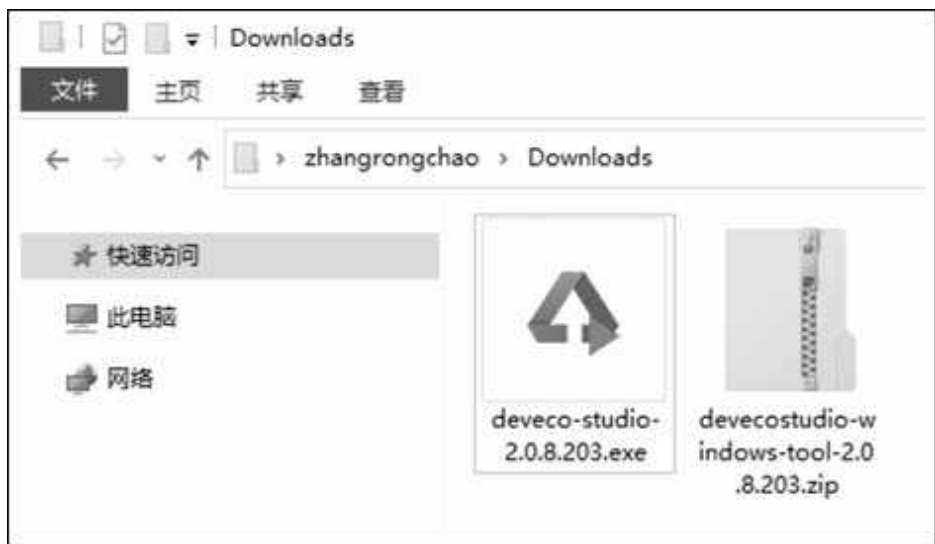 Downloads
文件 主页 共享 查看
zhangrongchao > Downloads
快速访问
此电脑
网络
deveco-studio-
2.0.8.203.exe
devecostudio-w
indows-tool-2.0
.8.203.zip